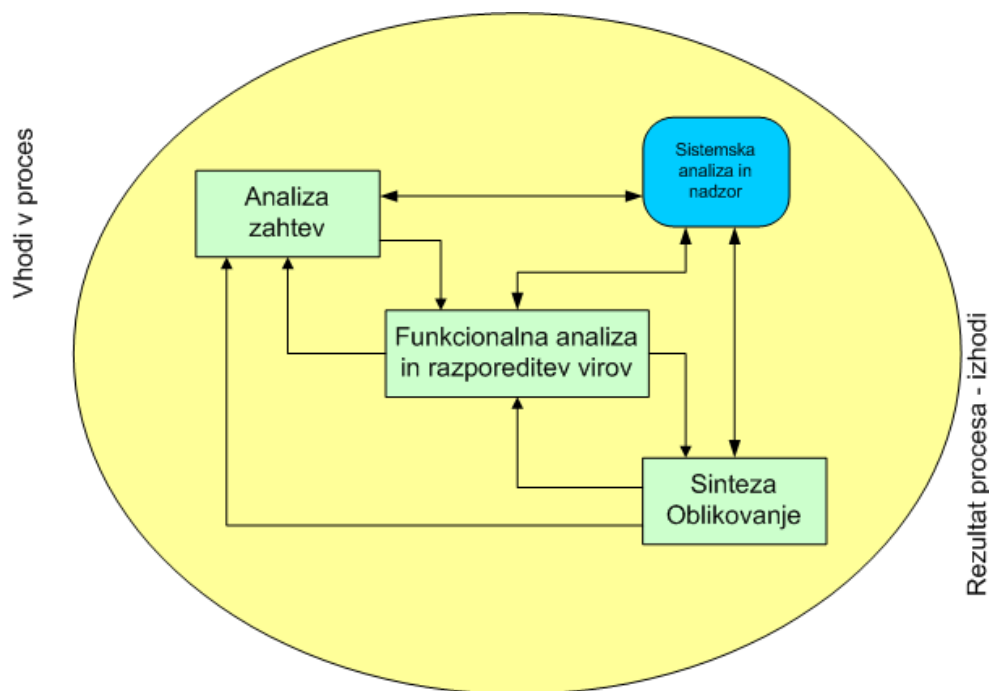 Vhodi v proces
Sistemska
analiza in
nadzor
Analiza
zahtev
Funkcionalna analiza
in razporeditev virov
Sinteza
Oblikovanje
Rezultat procesa - izhodi